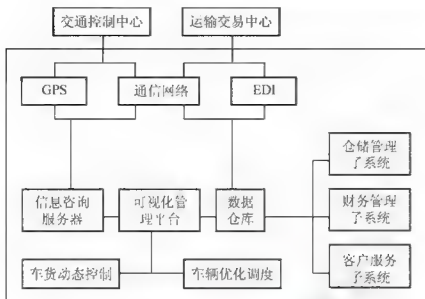 交通控制中心
运输交易中心
GPS
通信网络
EDI
仓储管理
子系统
信息咨询
服务器
可视化管
理平台
数据
仓库
财务管理
子系统
车货动态控制
车辆优化调度
客户服务
子系统